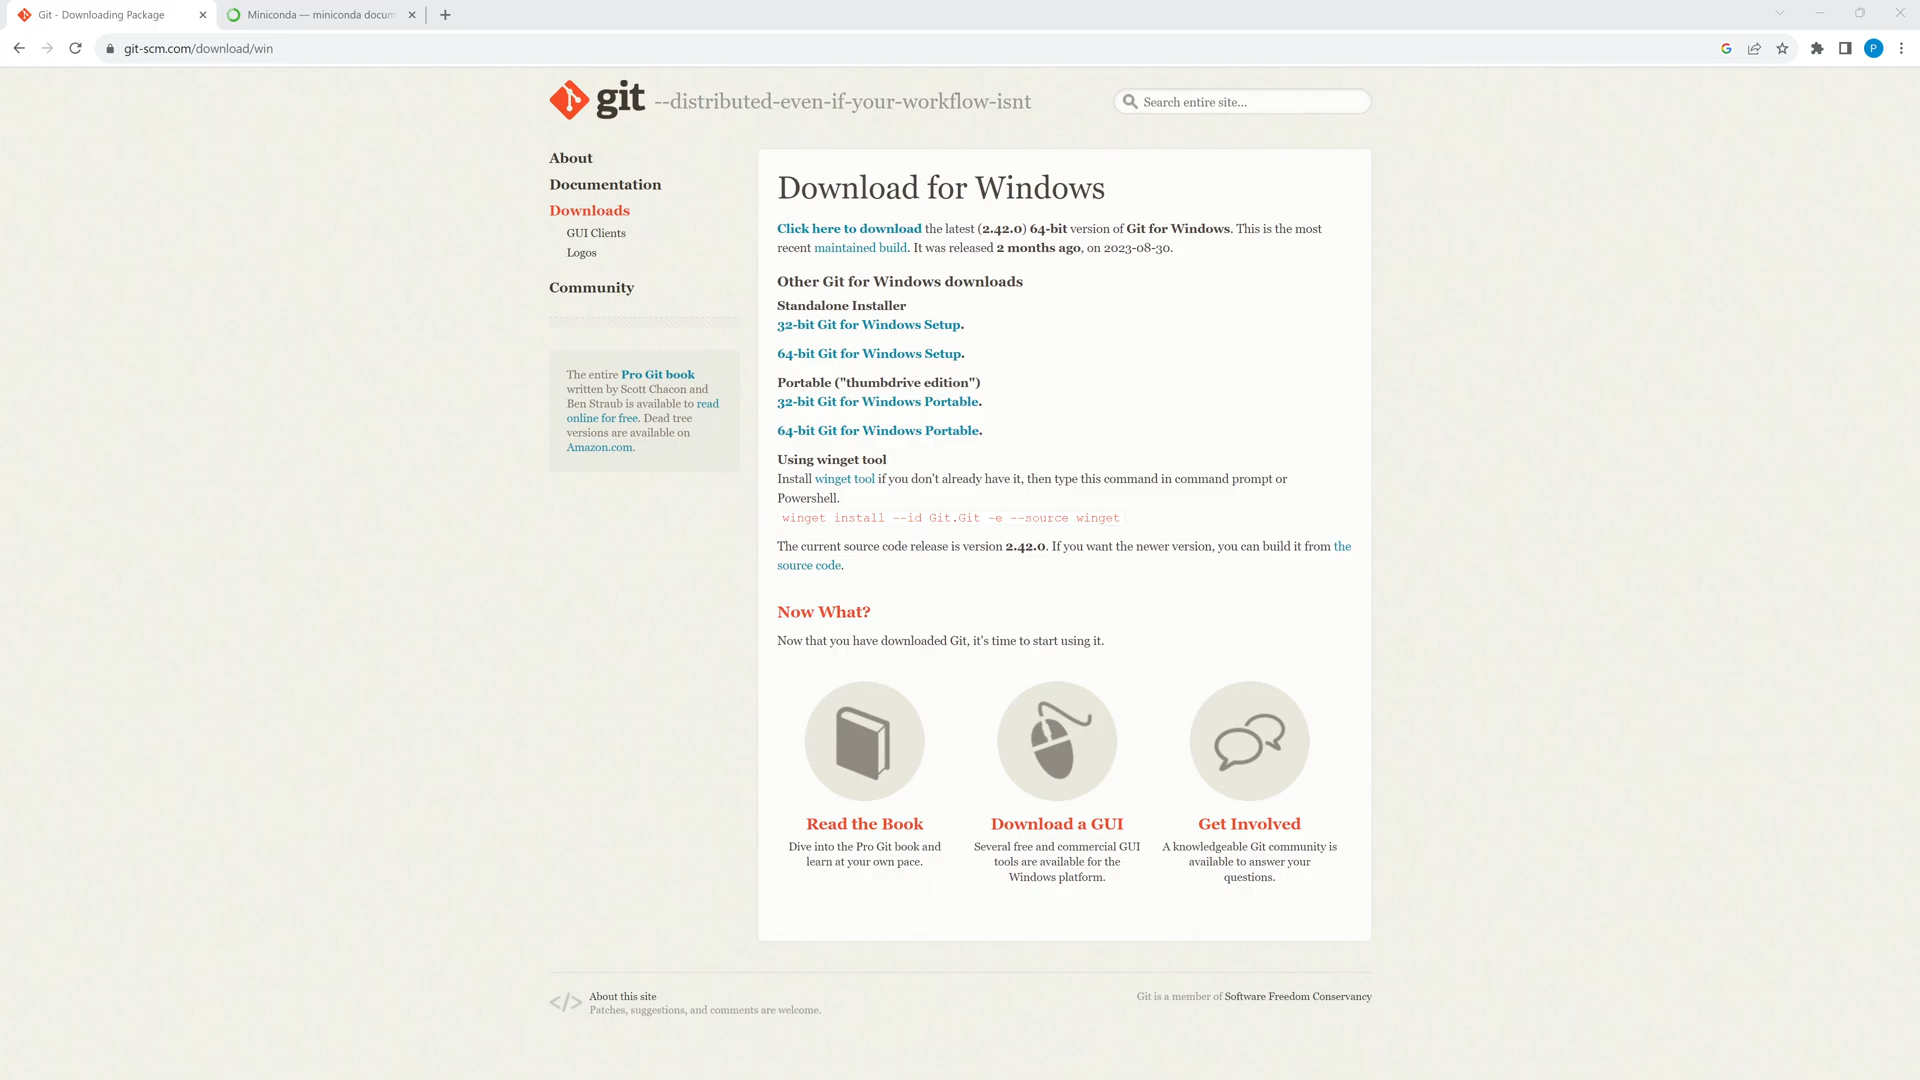 Git - Downloading Package
Miniconda — miniconda docum
git-scm.com/download/win
P
git --distributed-even-if-your-workflow-isnt
Search entire site...
About
Documentation
Downloads
GUI Clients
Logos
Community
The entire Pro Git book
written by Scott Chacon and
Ben Straub is available to read
online for free. Dead tree
versions are available on
Amazon.com.
Download for Windows
Click here to download the latest (2.42.0) 64-bit version of Git for Windows. This is the most
recent maintained build. It was released 2 months ago, on 2023-08-30.
Other Git for Windows downloads
Standalone Installer
32-bit Git for Windows Setup.
64-bit Git for Windows Setup.
Portable ("thumbdrive edition")
32-bit Git for Windows Portable.
64-bit Git for Windows Portable.
Using winget tool
Install winget tool if you don't already have it, then type this command in command prompt or
Powershell.
winget install --id Git.Git -e --source winget
The current source code release is version 2.42.0. If you want the newer version, you can build it from the
source code.
Now What?
Now that you have downloaded Git, it's time to start using it.
Read the Book
Dive into the Pro Git book and
learn at your own pace.
Download a GUI
Several free and commercial GUI
tools are available for the
Windows platform.
Get Involved
A knowledgeable Git community is
available to answer your
questions.
</> About this site
Patches, suggestions, and comments are welcome.
Git is a member of Software Freedom Conservancy